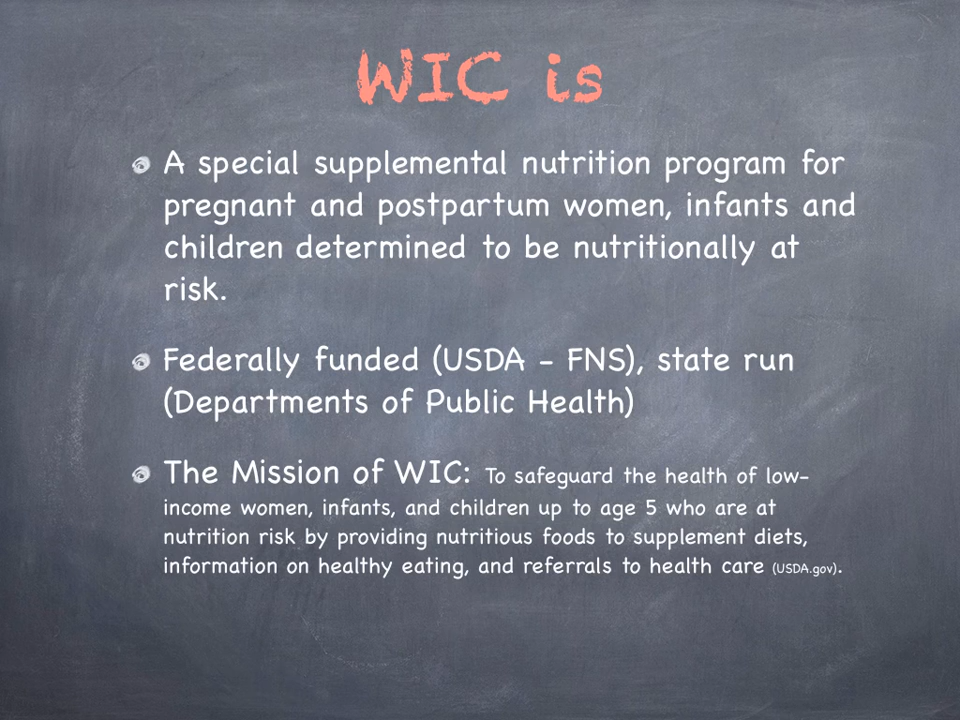 WIC is
A special supplemental nutrition program for
pregnant and postpartum women, infants and
children determined to be nutritionally at
risk.
Federally funded (USDA - FNS), state run
(Departments of Public Health)
The Mission of WIC: To safeguard the health of low-
income women, infants, and children up to age 5 who are at
nutrition risk by providing nutritious foods to supplement diets,
information on healthy eating, and referrals to health care (USDA.gov).